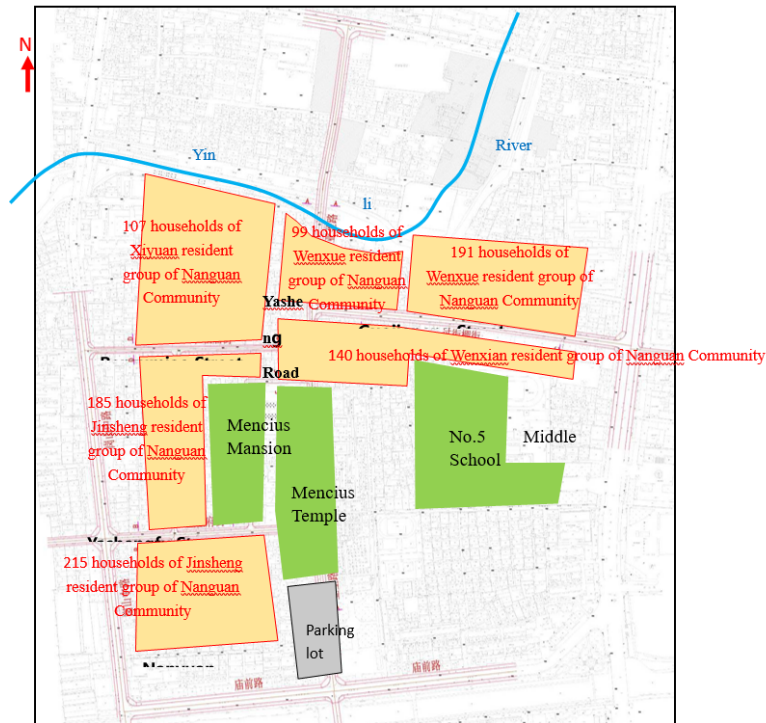 N
Yin
River
li
107 households of
Xiyuan resident
group of Nanguan
Community
99 households of
Wenxue resident
group of Nanguan
Community
191 households of
Wenxue resident group of
Nanguan Community
Yashe
ng
Road
140 households of Wenxian resident group of Nanguan Community
185 households of
Jinsheng resident
group of Nanguan
Community
Mencius
Mansion
Mencius
Temple
No.5 Middle
School
215 households of Jinsheng
resident group of Nanguan
Community
Parking
lot
庙前路
庙前路